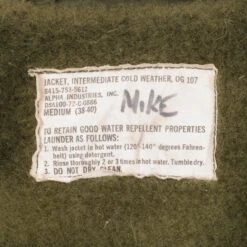 JACKET, INTERMEDIATE COLD WEATHER, OG 107
8415-753-5612
ALPHA INDUSTRIES, INC.
DSA100-72-C-0866
MEDIUM (38-40)
MIKE
TO RETAIN GOOD WATER REPELLENT PROPERTIES
LAUNDER AS FOLLOWS:
1. Wash jacket in hot water (120°-140° degrees Fahren-
heit) using detergent.
2. Rinse thoroughly 2 or 3 times in hot water. Tumble dry.
3. DO NOT DRY CLEAN.